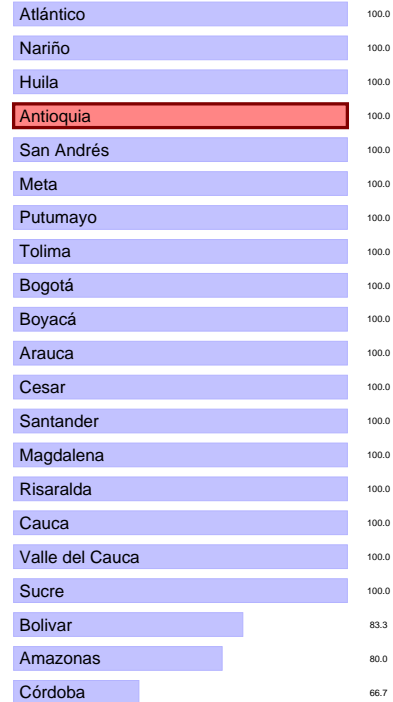 Atlántico 100.0
Nariño 100.0
Huila 100.0
Antioquia 100.0
San Andrés 100.0
Meta 100.0
Putumayo 100.0
Tolima 100.0
Bogotá 100.0
Boyacá 100.0
Arauca 100.0
Cesar 100.0
Santander 100.0
Magdalena 100.0
Risaralda 100.0
Cauca 100.0
Valle del Cauca 100.0
Sucre 100.0
Bolivar 83.3
Amazonas 80.0
Córdoba 66.7